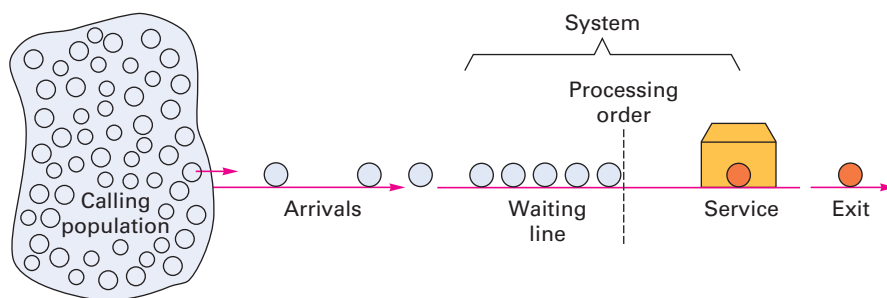 System
Processing
order
Calling
population
Arrivals
Waiting
line
Service
Exit